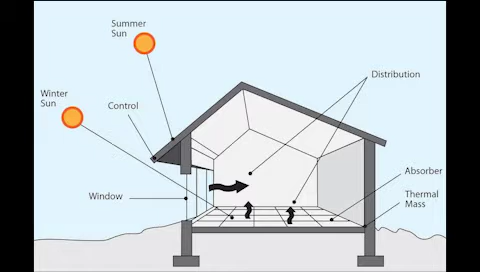 Summer
Sun
Distribution
Winter
Sun
Control
Absorber
Window
Thermal
Mass